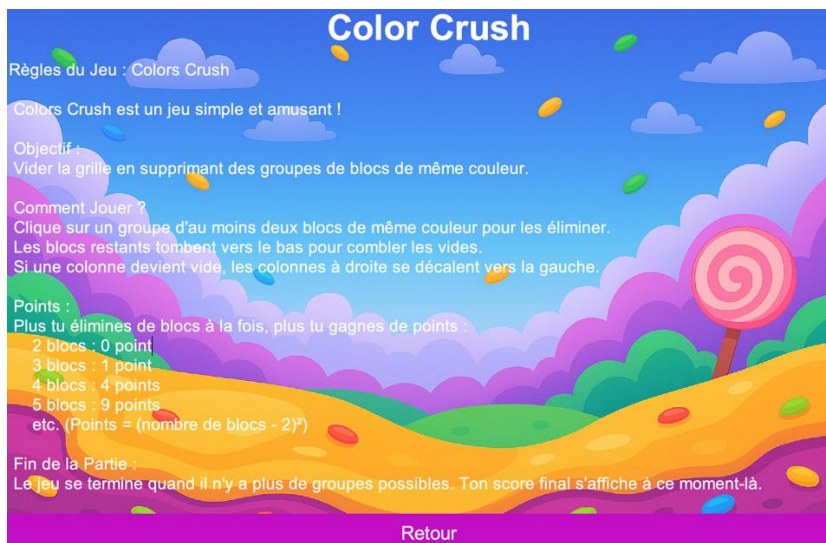 Color Crush
Règles du Jeu : Colors Crush
Colors Crush est un jeu simple et amusant !
Objectif :
Vider la grille en supprimant des groupes de blocs de même couleur.
Comment Jouer ?
Clique sur un groupe d'au moins deux blocs de même couleur pour les éliminer.
Les blocs restants tombent vers le bas pour combler les vides.
Si une colonne devient vide, les colonnes à droite se décalent vers la gauche.
Points :
Plus tu élimines de blocs à la fois, plus tu gagnes de points :
2 blocs : 0 point
3 blocs : 1 point
4 blocs : 4 points
5 blocs : 9 points
etc. (Points = (nombre de blocs - 2)²)
Fin de la Partie :
Le jeu se termine quand il n'y a plus de groupes possibles. Ton score final s'affiche à ce moment-là.
Retour